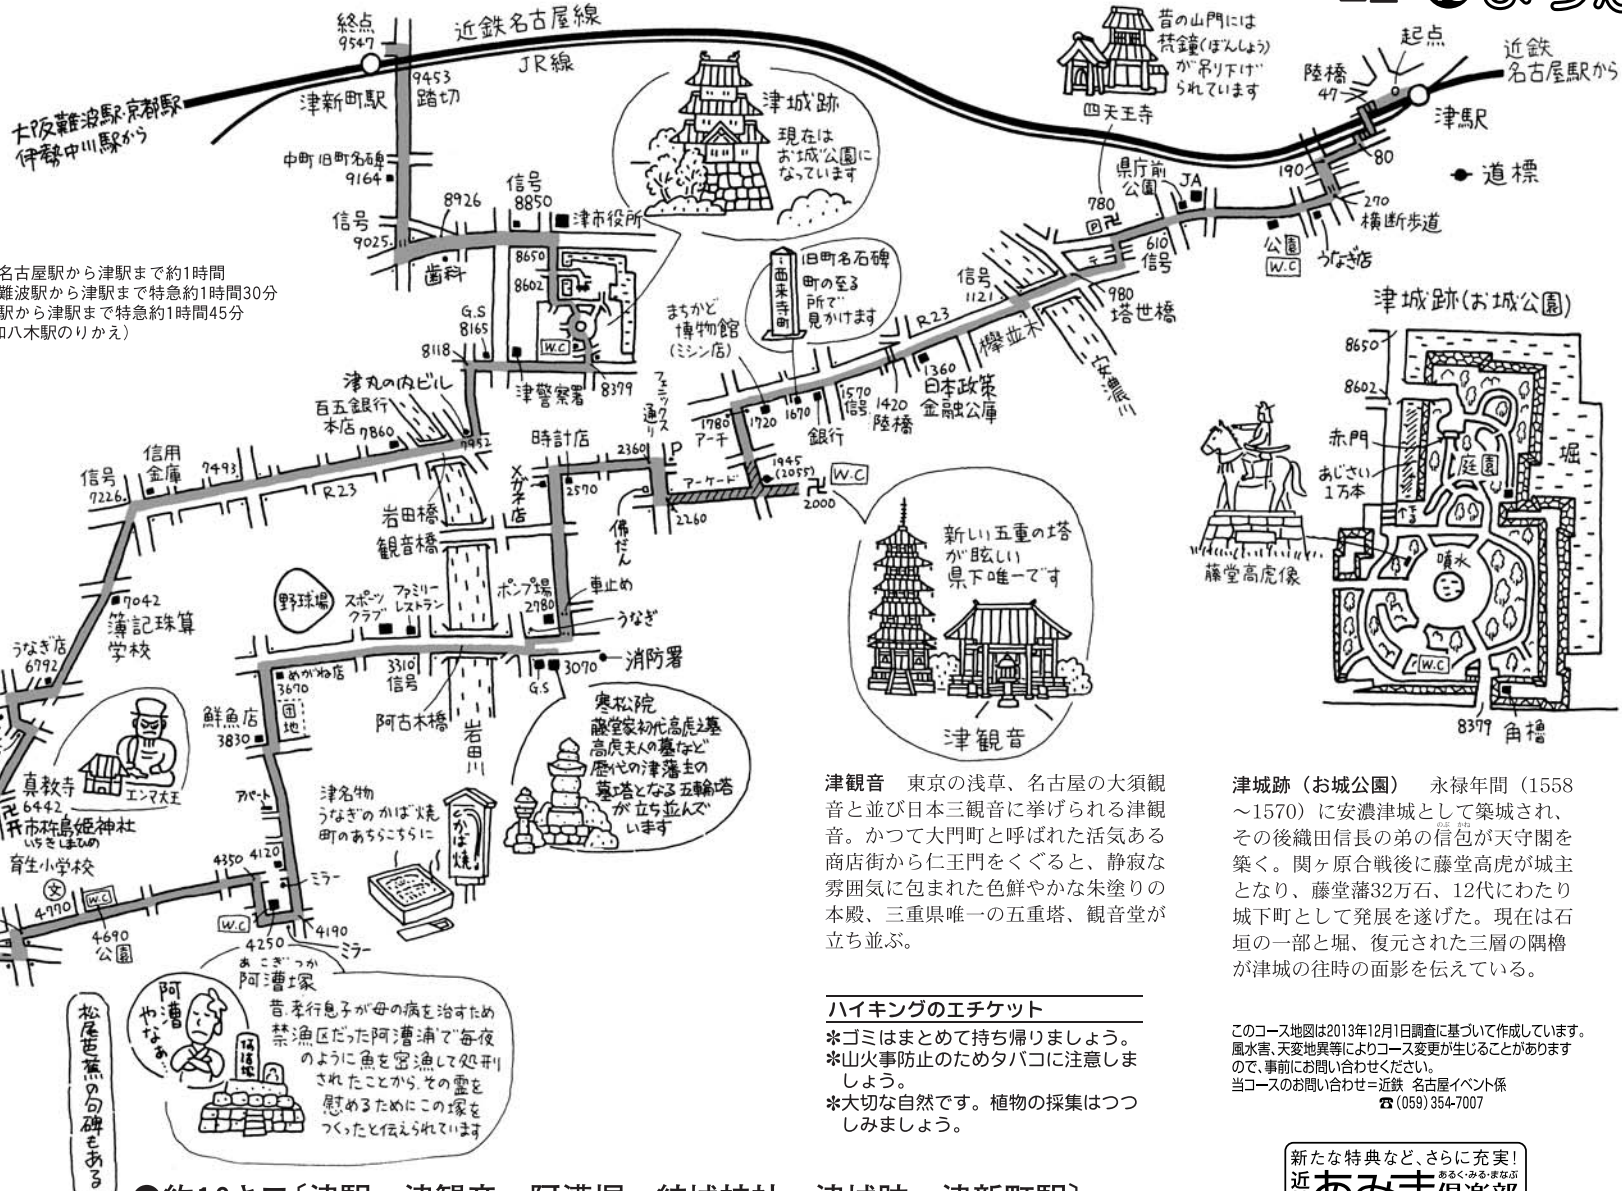 終点
9547
近鉄名古屋線
JR線
9453
踏切
津新町駅
大阪難波駅・京都駅
伊勢中川駅から
中町旧町名碑
9164
信号
9025
8926
歯科
信号
8850
津市役所
8650
8602
W.C
G.S
8165
8118
津警察署
8379
名古屋駅から津駅まで約1時間
難波駅から津駅まで特急約1時間30分
駅から津駅まで特急約1時間45分
和八木駅のりかえ）
津城跡
現在は
お城公園に
なっています
昔の山門には
梵鐘(ぼんしょう)
が吊り下げ
られています
四天王寺
起点
陸橋
47
近鉄
名古屋駅から
津駅
80
190
道標
270
横断歩道
うなぎ店
公園
W.C
県庁前
公園
JA
780
P
610
信号
980
塔世橋
信号
1121
R23
欅並木
安濃川
旧町名石碑
町の至る
所で
見かけます
西来寺町
まちかど
博物館
(ミシン店)
1360
日本政策
金融公庫
1420
陸橋
1570
信号
銀行
1670
1720
1780
アーチ
1945
(2055)
W.C
2000
アーケード
2260
フェニックス
通り
P
2360
佛だん
時計店
2570
メガネ店
津丸の内ビル
百五銀行
本店 7860
7952
信用
金庫
7493
信号
7226
R23
岩田橋
観音橋
7042
簿記珠算
学校
うなぎ店
6792
野球場
スポーツ
クラブ
ファミリー
レストラン
ポンプ場
2780
車止め
うなぎ
3070
消防署
G.S
3310
信号
めがね店
3670
団地
阿古木橋
岩田川
鮮魚店
3830
アパート
真教寺
6442
エンマ大王
市杵島姫神社
いちきしまひめ
育生小学校
文
4770
W.C
4690
公園
4350
4120
ミラー
W.C
4250
4190
ミラー
あこぎづか
阿漕塚
津名物
うなぎのかば焼
町のあちらこちらに
かば焼
寒松院
藤堂家初代高虎之墓
高虎夫人の墓など
歴代の津藩主の
墓塔となる五輪塔
が立ち並んで
います
新しい五重の塔
が眩しい
県下唯一です
津観音
津城跡(お城公園)
8650
8602
赤門
あじさい
1万本
庭園
堀
噴水
W.C
8379
角櫓
藤堂高虎像
阿漕
やなぁ…
昔、孝行息子が母の病を治すため
禁漁区だった阿漕浦で毎夜
のように魚を密漁して処刑
されたことから、その霊を
慰めるためにこの塚を
つくったと伝えられています
松尾芭蕉の句碑もある
津観音　東京の浅草、名古屋の大須観
音と並び日本三観音に挙げられる津観
音。かつて大門町と呼ばれた活気ある
商店街から仁王門をくぐると、静寂な
雰囲気に包まれた色鮮やかな朱塗りの
本殿、三重県唯一の五重塔、観音堂が
立ち並ぶ。
ハイキングのエチケット
＊ゴミはまとめて持ち帰りましょう。
＊山火事防止のためタバコに注意しま
しょう。
＊大切な自然です。植物の採集はつつ
しみましょう。
津城跡（お城公園）　永禄年間（1558
～1570）に安濃津城として築城され、
その後織田信長の弟の信包が天守閣を
築く。関ヶ原合戦後に藤堂高虎が城主
となり、藤堂藩32万石、12代にわたり
城下町として発展を遂げた。現在は石
垣の一部と堀、復元された三層の隅櫓
が津城の往時の面影を伝えている。
このコース地図は2013年12月1日調査に基づいて作成しています。
風水害、天変地異等によりコース変更が生じることがあります
ので、事前にお問い合わせください。
当コースのお問い合わせ＝近鉄 名古屋イベント係
☎(059)354-7007
新たな特典など、さらに充実！
あるく・みる・まなぶ